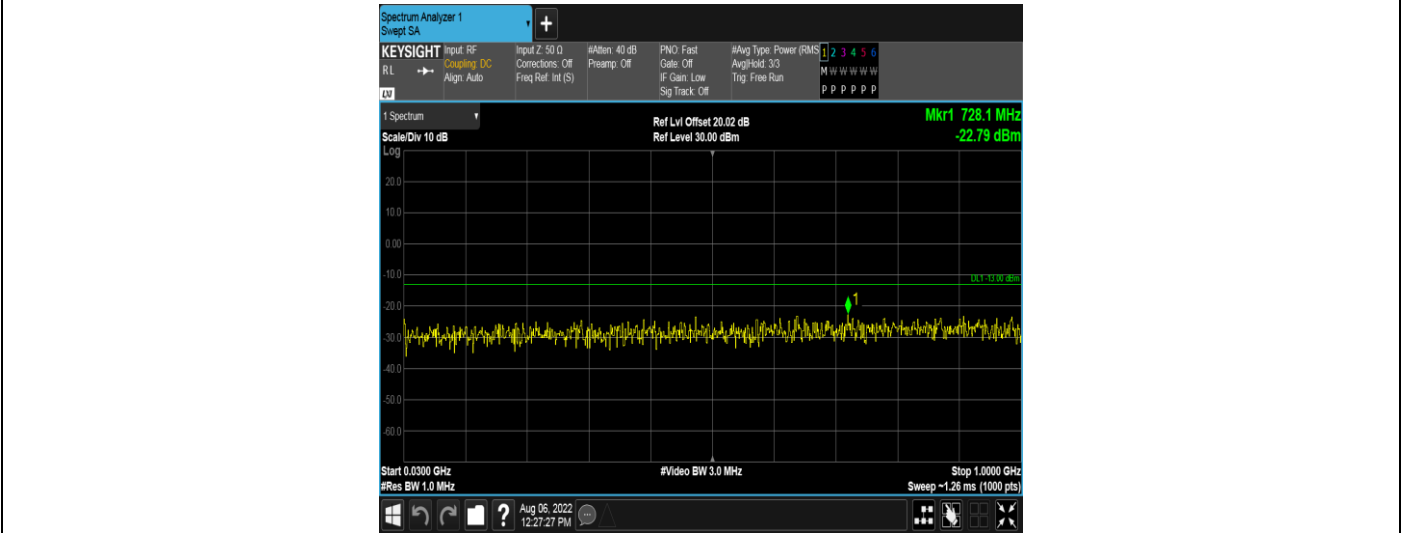 Spectrum Analyzer 1
Swept SA
+
KEYSIGHT Input: RF Input Z: 50 Ω #Atten: 40 dB PNO: Fast #Avg Type: Power (RMS 1 2 3 4 5 6
RL Coupling: DC Corrections: Off Preamp: Off Gate: Off Avg|Hold: 3/3 M W W W W W
Align: Auto Freq Ref: Int (S) IF Gain: Low Trig: Free Run P P P P P P
LXI Sig Track: Off
1 Spectrum Ref Lvl Offset 20.02 dB Mkr1 728.1 MHz
Scale/Div 10 dB Ref Level 30.00 dBm -22.79 dBm
Log
20.0
10.0
0.00
-10.0 DL1 -13.00 dBm
1
-20.0
-30.0
-40.0
-50.0
-60.0
Start 0.0300 GHz #Video BW 3.0 MHz Stop 1.0000 GHz
#Res BW 1.0 MHz Sweep ~1.26 ms (1000 pts)
? Aug 06, 2022
12:27:27 PM